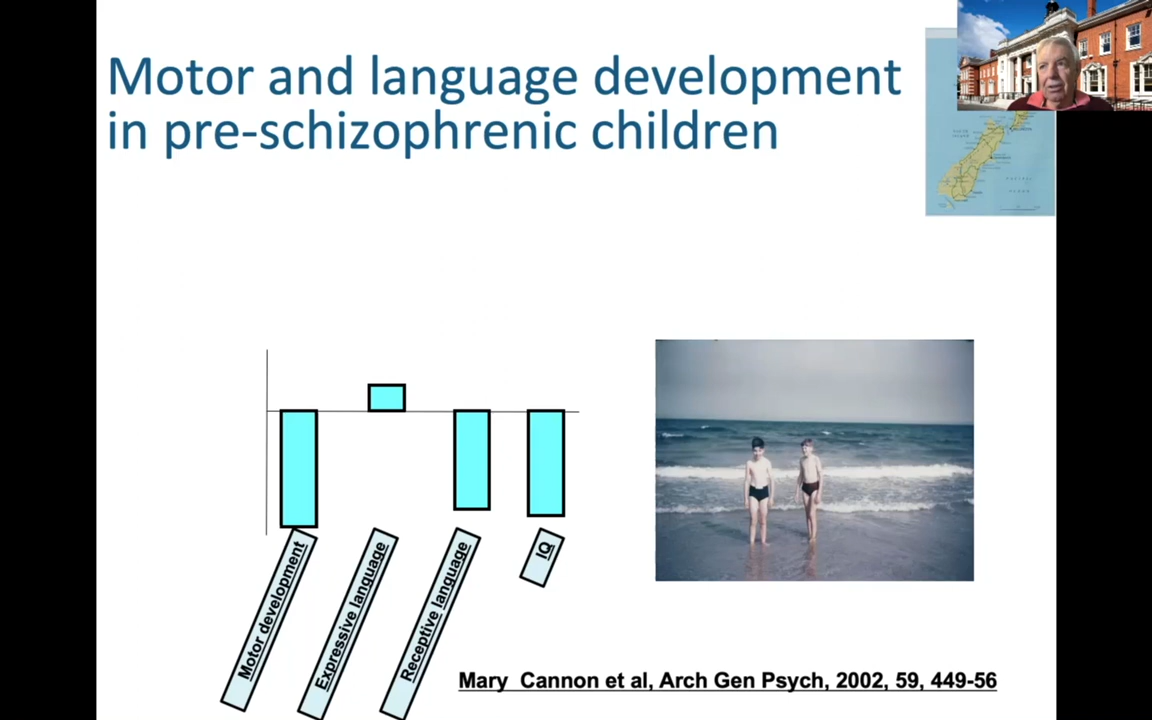 Motor and language development
in pre-schizophrenic children
Motor development
Expressive language
Receptive language
IQ
Mary Cannon et al, Arch Gen Psych, 2002, 59, 449-56